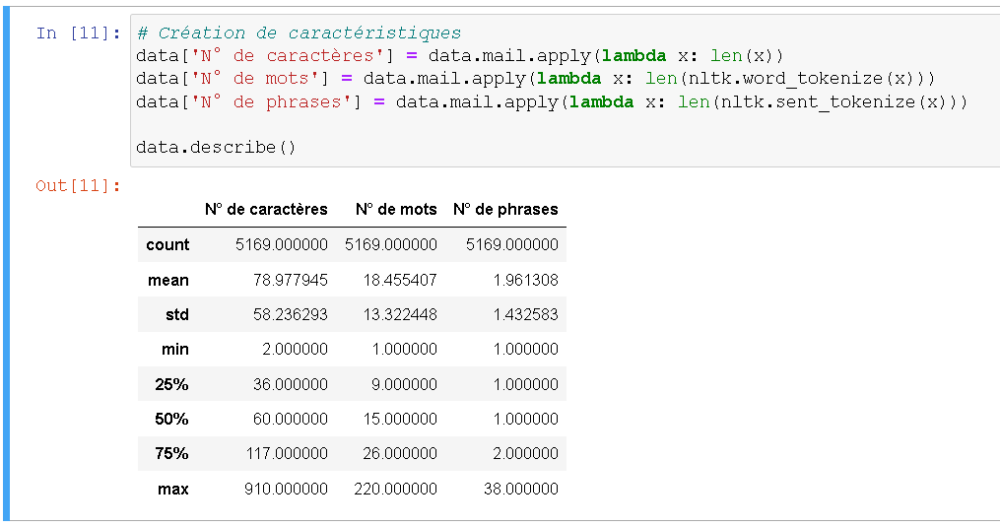 In [11]: # Création de caractéristiques
data['N° de caractères'] = data.mail.apply(lambda x: len(x))
data['N° de mots'] = data.mail.apply(lambda x: len(nltk.word_tokenize(x)))
data['N° de phrases'] = data.mail.apply(lambda x: len(nltk.sent_tokenize(x)))
data.describe()
Out[11]:
N° de caractères N° de mots N° de phrases
count 5169.000000 5169.000000 5169.000000
mean 78.977945 18.455407 1.961308
std 58.236293 13.322448 1.432583
min 2.000000 1.000000 1.000000
25% 36.000000 9.000000 1.000000
50% 60.000000 15.000000 1.000000
75% 117.000000 26.000000 2.000000
max 910.000000 220.000000 38.000000